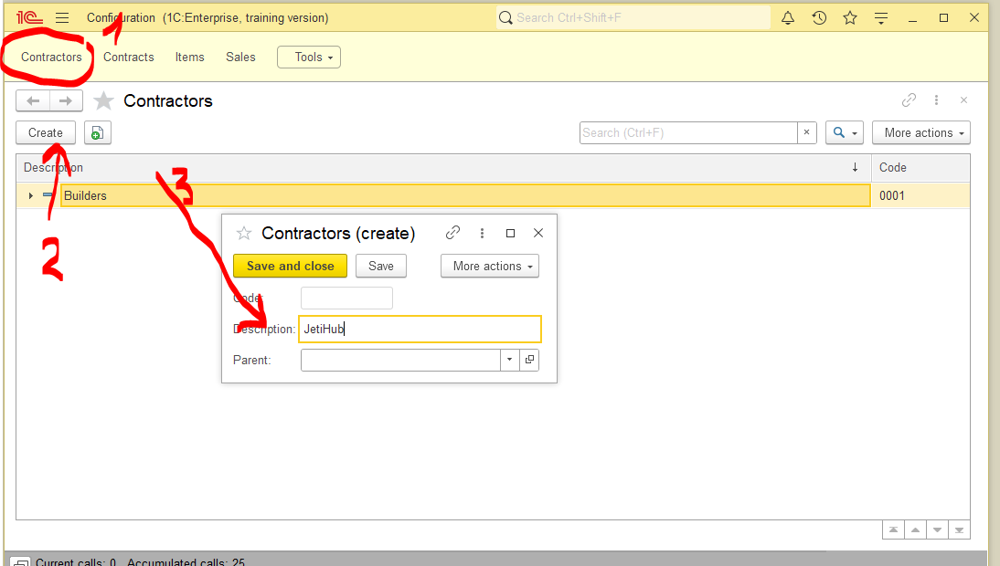 1C Configuration (1C:Enterprise, training version) Search Ctrl+Shift+F
1
Contractors Contracts Items Sales Tools
Contractors
Create Search (Ctrl+F) × More actions
Description ↓ Code
Builders 0001
2
3
Contractors (create)
Save and close Save More actions
Code:
Description: JetiHub
Parent:
Current calls: 0 Accumulated calls: 25